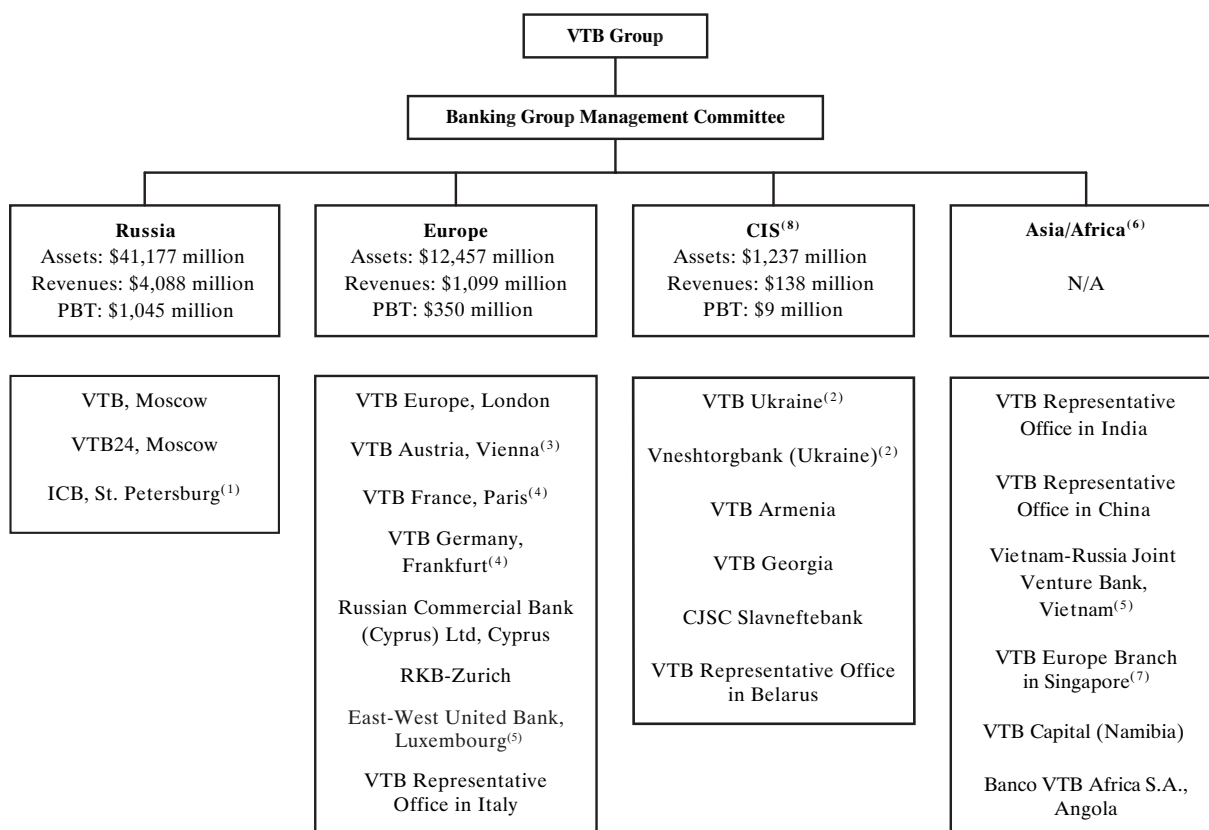 VTB Group
Banking Group Management Committee
Russia
Assets: $41,177 million
Revenues: $4,088 million
PBT: $1,045 million
Europe
Assets: $12,457 million
Revenues: $1,099 million
PBT: $350 million
CIS(8)
Assets: $1,237 million
Revenues: $138 million
PBT: $9 million
Asia/Africa(6)
N/A
VTB, Moscow
VTB24, Moscow
ICB, St. Petersburg(1)
VTB Europe, London
VTB Austria, Vienna(3)
VTB France, Paris(4)
VTB Germany,
Frankfurt(4)
Russian Commercial Bank
(Cyprus) Ltd, Cyprus
RKB-Zurich
East-West United Bank,
Luxembourg(5)
VTB Representative
Office in Italy
VTB Ukraine(2)
Vneshtorgbank (Ukraine)(2)
VTB Armenia
VTB Georgia
CJSC Slavneftebank
VTB Representative Office
in Belarus
VTB Representative
Office in India
VTB Representative
Office in China
Vietnam-Russia Joint
Venture Bank,
Vietnam(5)
VTB Europe Branch
in Singapore(7)
VTB Capital (Namibia)
Banco VTB Africa S.A.,
Angola